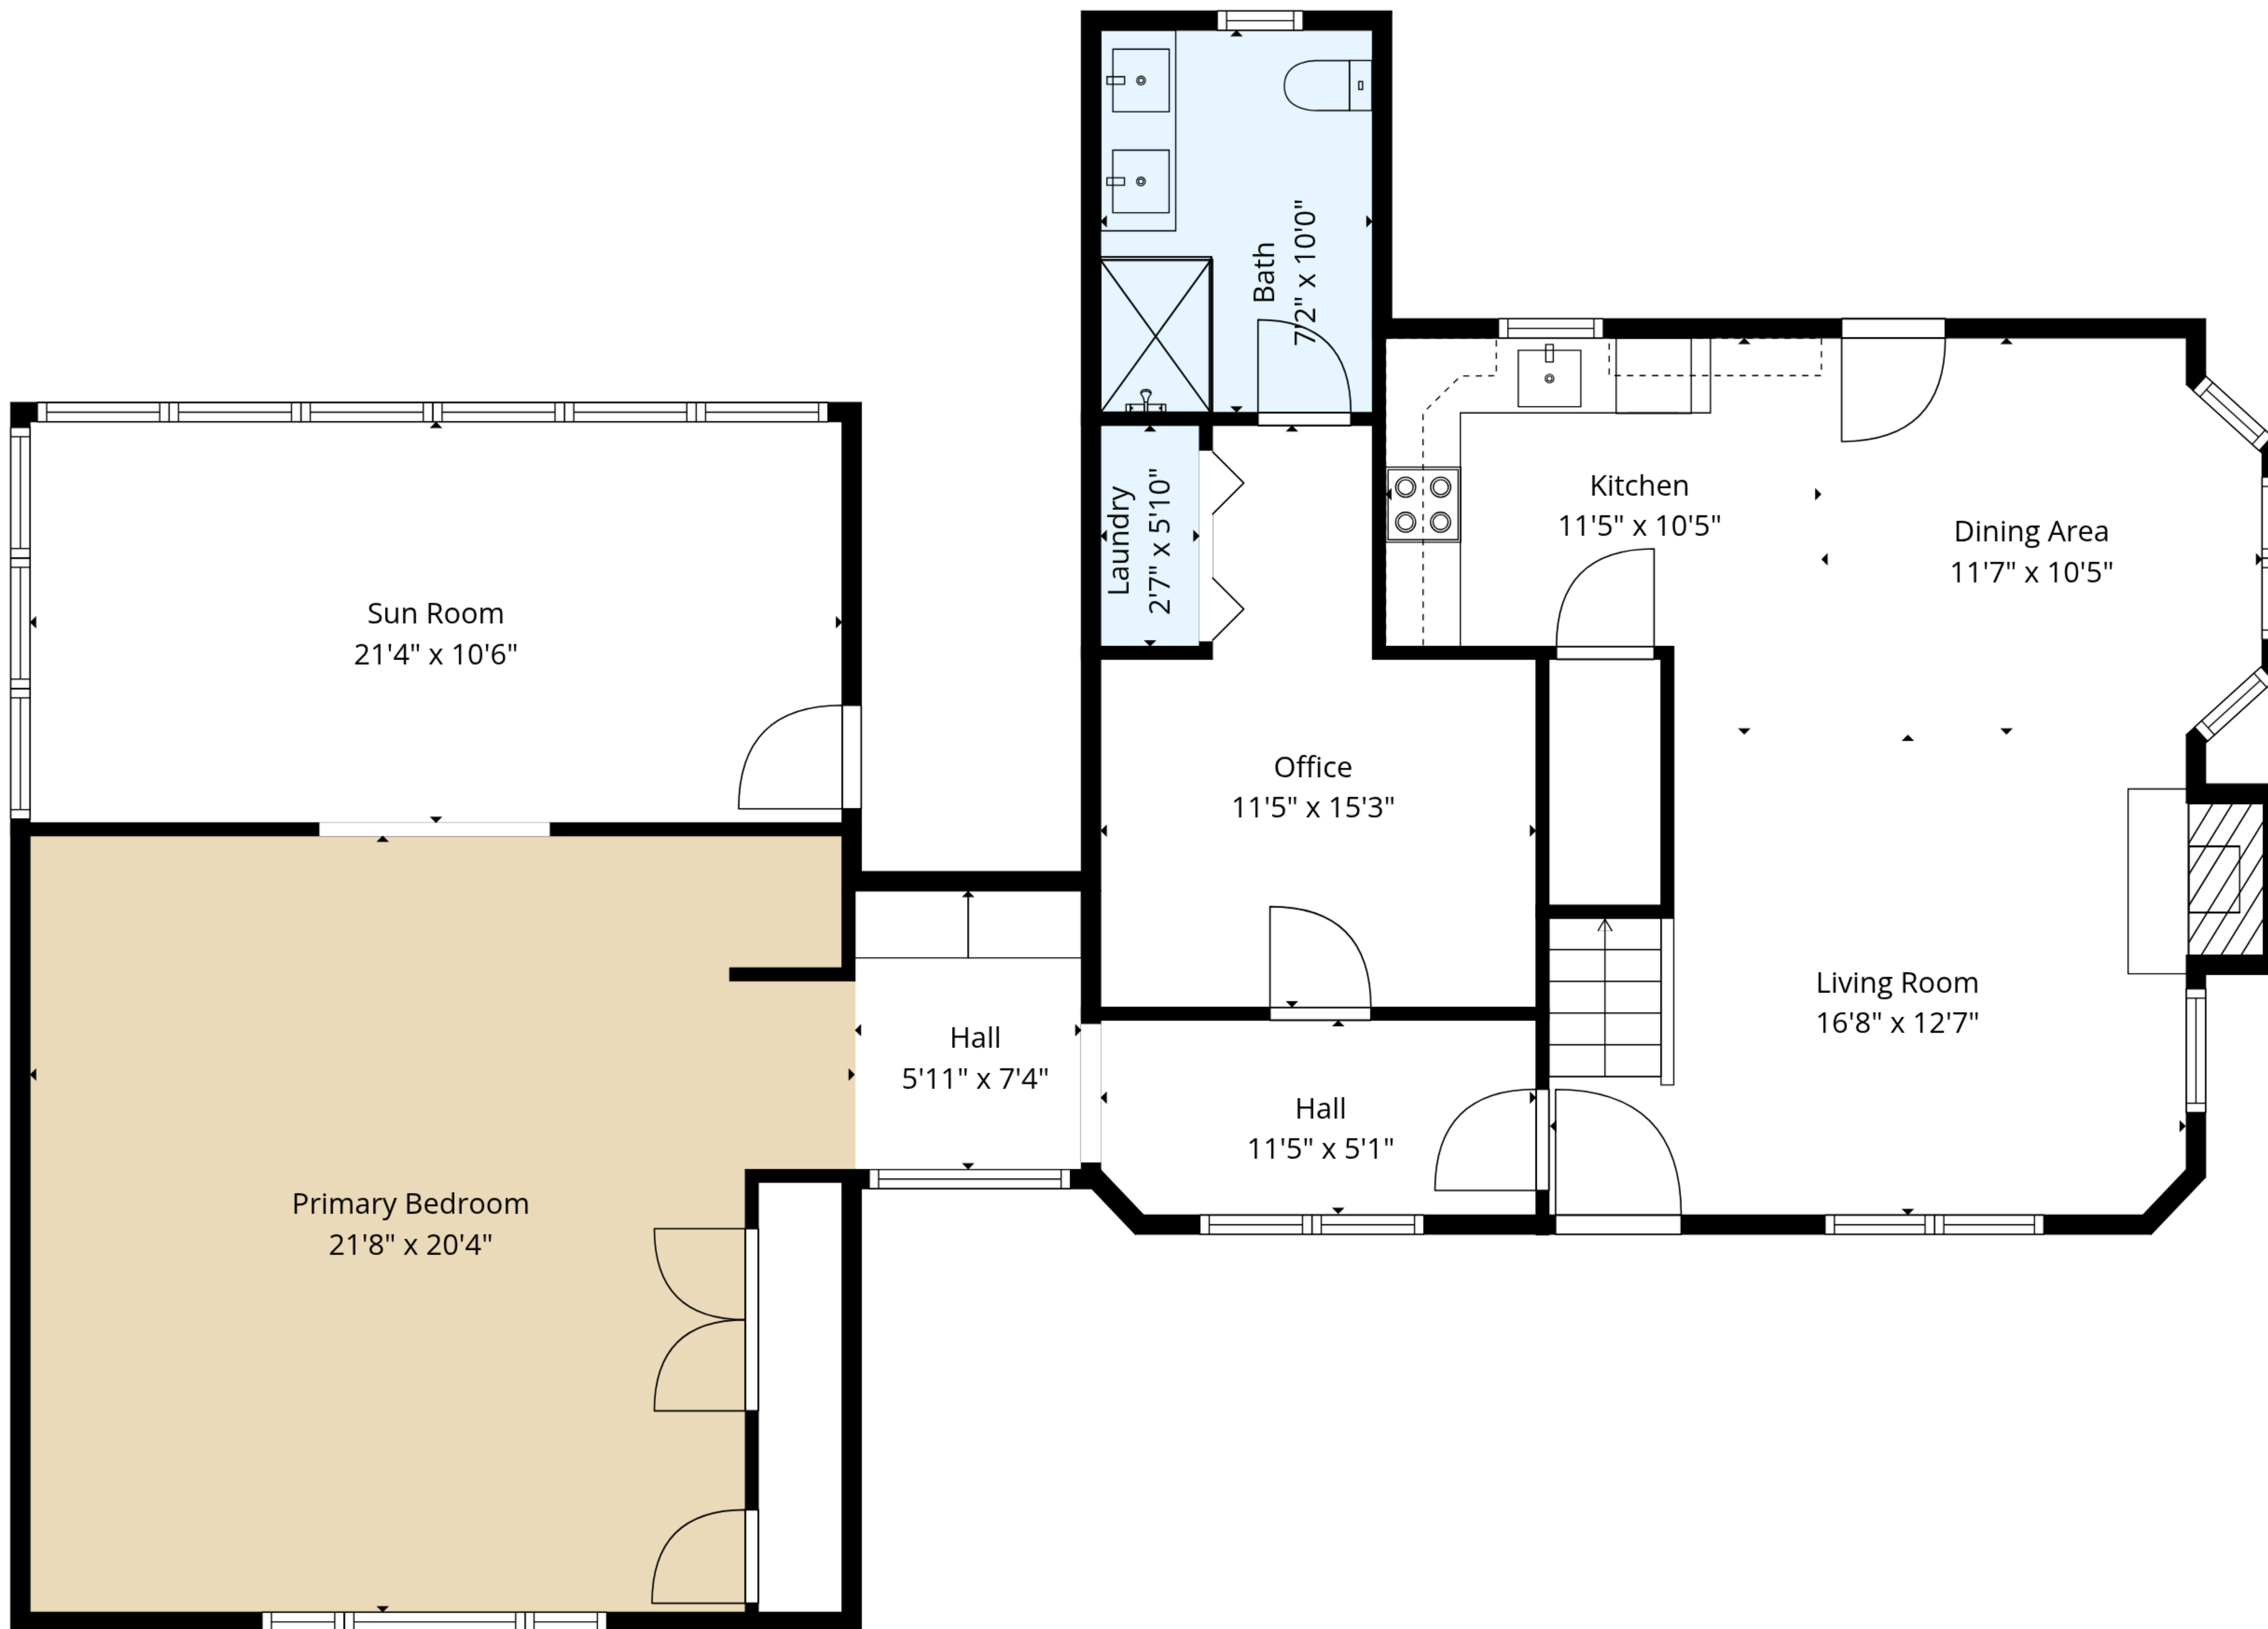 Bath
7'2" x 10'0"
Laundry
2'7" x 5'10"
Kitchen
11'5" x 10'5"
Dining Area
11'7" x 10'5"
Sun Room
21'4" x 10'6"
Office
11'5" x 15'3"
Living Room
16'8" x 12'7"
Hall
5'11" x 7'4"
Hall
11'5" x 5'1"
Primary Bedroom
21'8" x 20'4"